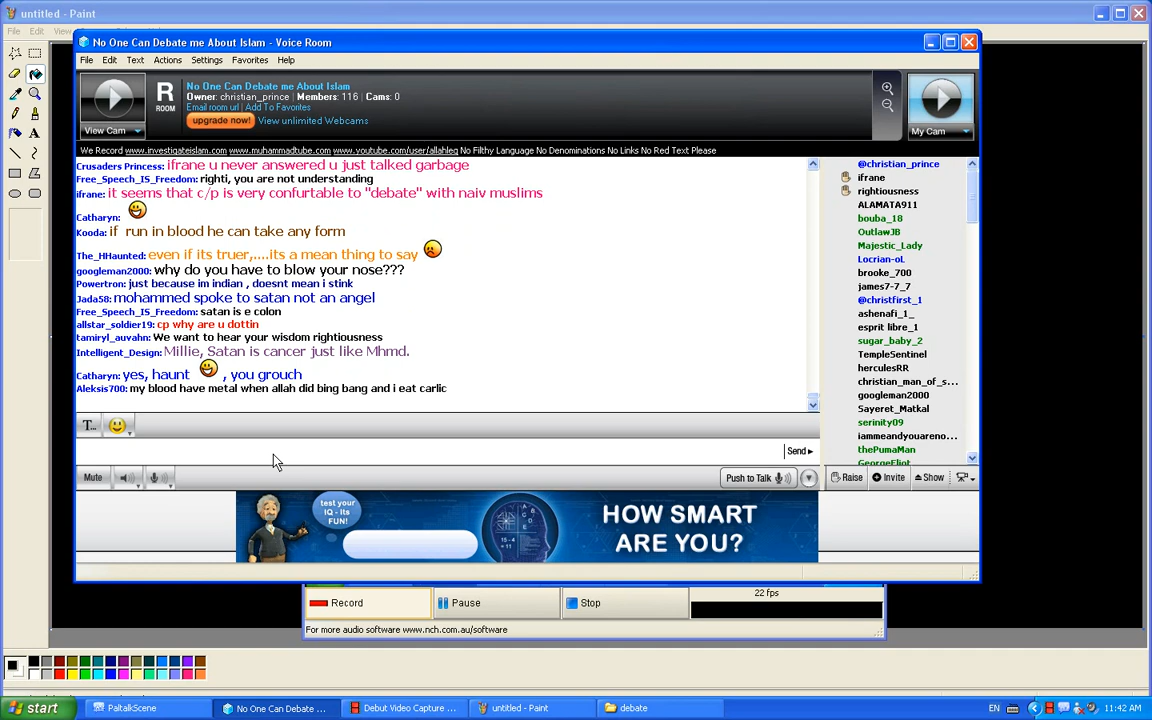 untitled - Paint
File Edit View
No One Can Debate me About Islam - Voice Room
File Edit Text Actions Settings Favorites Help
R
ROOM
No One Can Debate me About Islam
Owner: christian_prince | Members: 116 | Cams: 0
Email room url | Add To Favorites
upgrade now! View unlimited Webcams
View Cam
My Cam
We Record www.investigateislam.com www.muhammadtube.com www.youtube.com/user/allahleg No Filthy Language No Denominations No Links No Red Text Please
Crusaders Princess: ifrane u never answered u just talked garbage
Free_Speech_IS_Freedom: righti, you are not understanding
ifrane: it seems that c/p is very confurtable to "debate" with naiv muslims
Catharyn:
Kooda: if run in blood he can take any form
The_HHaunted: even if its truer,....its a mean thing to say
googleman2000: why do you have to blow your nose???
Powertron: just because im indian , doesnt mean i stink
Jada58: mohammed spoke to satan not an angel
Free_Speech_IS_Freedom: satan is e colon
allstar_soldier19: cp why are u dottin
tamiryl_auvahn: We want to hear your wisdom rightiousness
Intelligent_Design: Millie, Satan is cancer just like Mhmd.
Catharyn: yes, haunt , you grouch
Aleksis700: my blood have metal when allah did bing bang and i eat carlic
@christian_prince
ifrane
rightiousness
ALAMATA911
bouba_18
OutlawJB
Majestic_Lady
Locrian-oL
brooke_700
james7-7_7
@christfirst_1
ashenafi_1_
esprit libre_1
sugar_baby_2
TempleSentinel
herculesRR
christian_man_of_s...
googleman2000
Sayeret_Matkal
serinity09
iammeandyouareno...
thePumaMan
GeorgeEliot
T...
Send
Mute
Push to Talk
Raise Invite Show
test your
IQ - Its
FUN!
HOW SMART
ARE YOU?
Record Pause Stop 22 fps
For more audio software www.nch.com.au/software
start PaltalkScene No One Can Debate ... Debut Video Capture ... untitled - Paint debate EN 11:42 AM